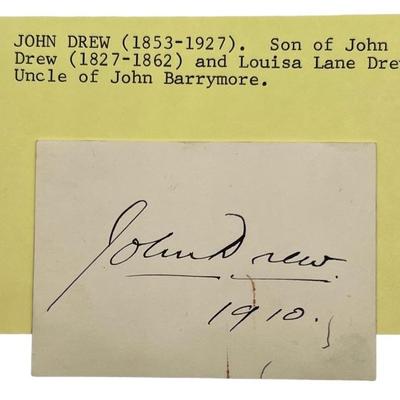 JOHN DREW (1853-1927). Son of John
Drew (1827-1862) and Louisa Lane Drew
Uncle of John Barrymore.
John Drew.
1910.